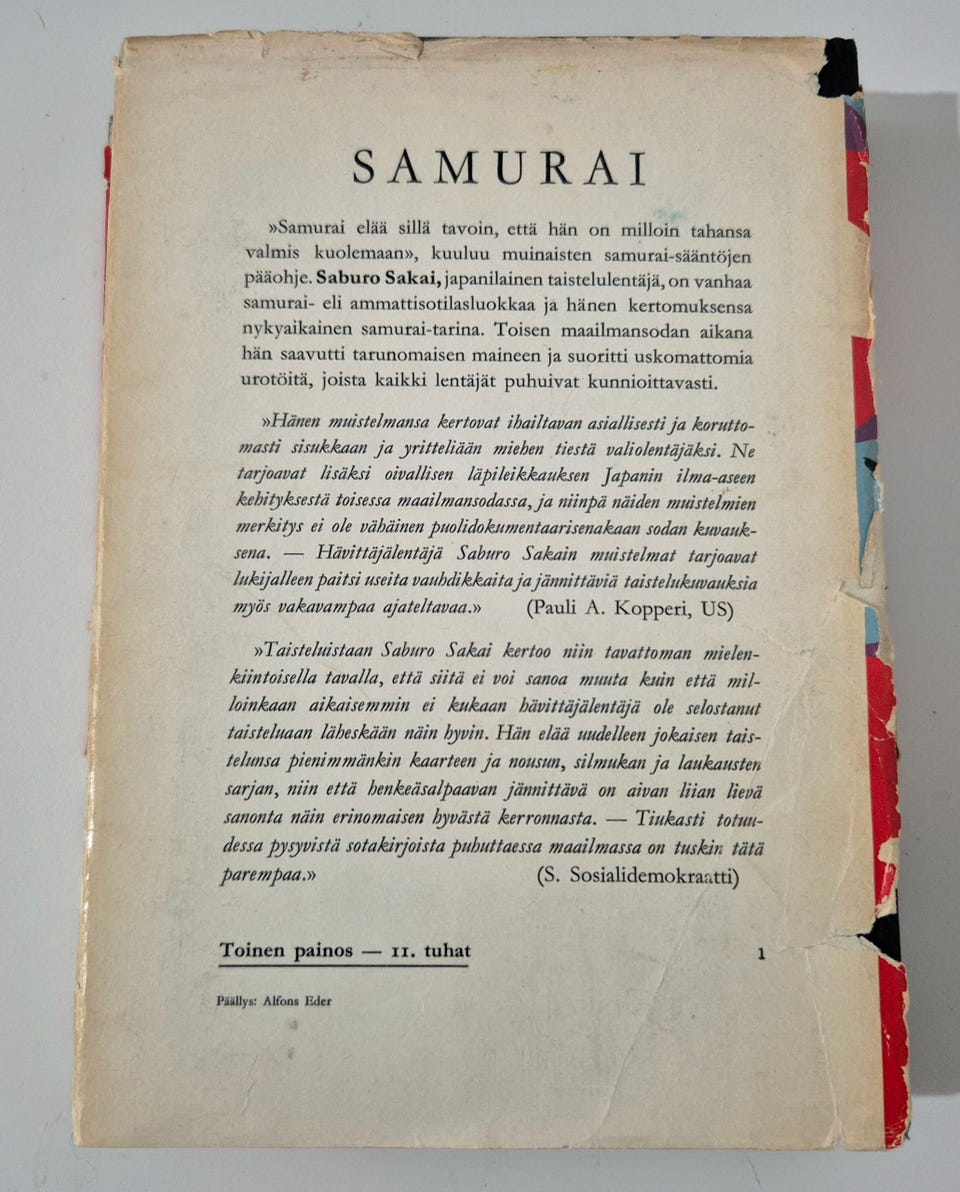 SAMURAI
»Samurai elää sillä tavoin, että hän on milloin tahansa
valmis kuolemaan», kuuluu muinaisten samurai-sääntöjen
pääohje. Saburo Sakai, japanilainen taistelulentäjä, on vanhaa
samurai- eli ammattisotilasluokkaa ja hänen kertomuksensa
nykyaikainen samurai-tarina. Toisen maailmansodan aikana
hän saavutti tarunomaisen maineen ja suoritti uskomattomia
urotöitä, joista kaikki lentäjät puhuivat kunnioittavasti.
»Hänen muistelmansa kertovat ihailtavan asiallisesti ja korutto-
masti sisukkaan ja yritteliään miehen tiestä valiolentäjäksi. Ne
tarjoavat lisäksi oivallisen läpileikkauksen Japanin ilma-aseen
kehityksestä toisessa maailmansodassa, ja niinpä näiden muistelmien
merkitys ei ole vähäinen puolidokumentaarisenakaan sodan kuvauk-
sena. — Hävittäjälentäjä Saburo Sakain muistelmat tarjoavat
lukijalleen paitsi useita vauhdikkaita ja jännittäviä taistelukuvauksia
myös vakavampaa ajateltavaa.» (Pauli A. Kopperi, US)
»Taisteluistaan Saburo Sakai kertoo niin tavattoman mielen-
kiintoisella tavalla, että siitä ei voi sanoa muuta kuin että mil-
loinkaan aikaisemmin ei kukaan hävittäjälentäjä ole selostanut
taisteluaan läheskään näin hyvin. Hän elää uudelleen jokaisen tais-
telunsa pienimmänkin kaarteen ja nousun, silmukan ja laukausten
sarjan, niin että henkeäsalpaavan jännittävä on aivan liian lievä
sanonta näin erinomaisen hyvästä kerronnasta. — Tiukasti totuu-
dessa pysyvistä sotakirjoista puhuttaessa maailmassa on tuskin tätä
parempaa.» (S. Sosialidemokraatti)
Toinen painos — 11. tuhat 1
Päällys: Alfons Eder